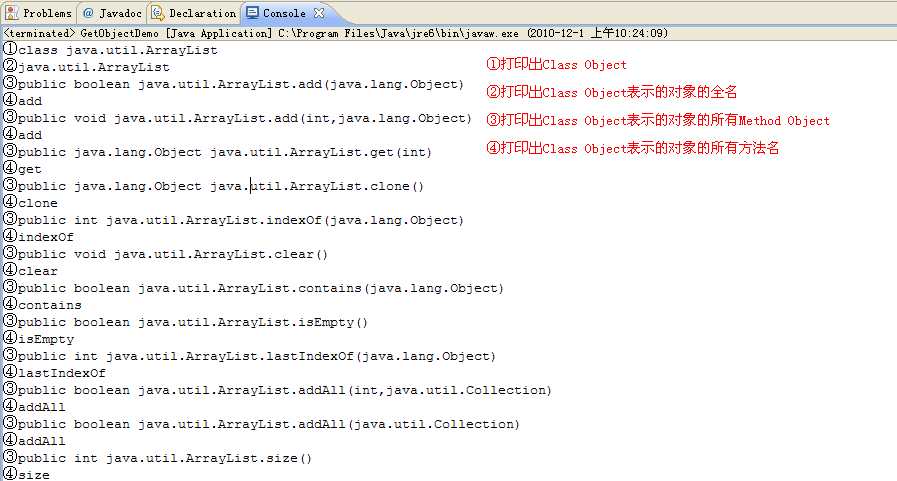 Problems @ Javadoc Declaration Console
<terminated> GetObjectDemo [Java Application] C:\Program Files\Java\jre6\bin\javaw.exe (2010-12-1 上午10:24:09)
①class java.util.ArrayList
②java.util.ArrayList
①打印出Class Object
③public boolean java.util.ArrayList.add(java.lang.Object)
②打印出Class Object表示的对象的全名
④add
③public void java.util.ArrayList.add(int,java.lang.Object)
③打印出Class Object表示的对象的所有Method Object
④add
③public java.lang.Object java.util.ArrayList.get(int)
④打印出Class Object表示的对象的所有方法名
④get
③public java.lang.Object java.util.ArrayList.clone()
④clone
③public int java.util.ArrayList.indexOf(java.lang.Object)
④indexOf
③public void java.util.ArrayList.clear()
④clear
③public boolean java.util.ArrayList.contains(java.lang.Object)
④contains
③public boolean java.util.ArrayList.isEmpty()
④isEmpty
③public int java.util.ArrayList.lastIndexOf(java.lang.Object)
④lastIndexOf
③public boolean java.util.ArrayList.addAll(int,java.util.Collection)
④addAll
③public boolean java.util.ArrayList.addAll(java.util.Collection)
④addAll
③public int java.util.ArrayList.size()
④size